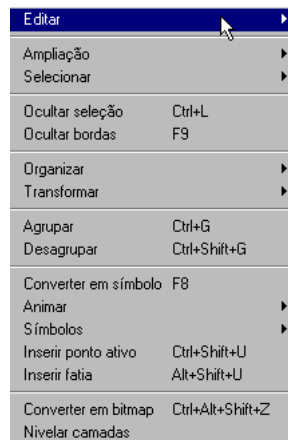 Editar
Ampliação
Selecionar
Ocultar seleção Ctrl+L
Ocultar bordas F9
Organizar
Transformar
Agrupar Ctrl+G
Desagrupar Ctrl+Shift+G
Converter em símbolo F8
Animar
Símbolos
Inserir ponto ativo Ctrl+Shift+U
Inserir fatia Alt+Shift+U
Converter em bitmap Ctrl+Alt+Shift+Z
Nivelar camadas